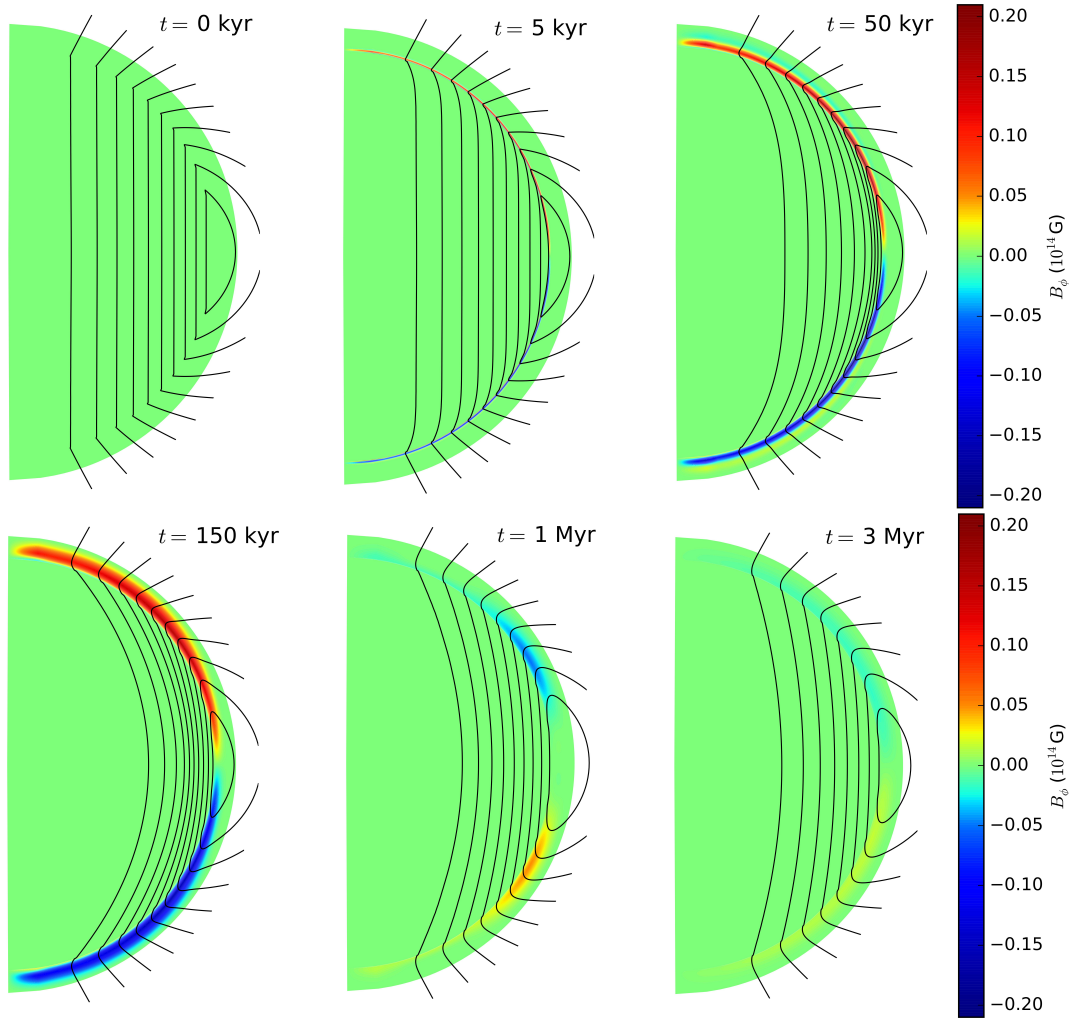 t = 0 kyr
t = 5 kyr
t = 50 kyr
0.20
0.15
0.10
0.05
0.00
−0.05
−0.10
−0.15
−0.20
B_ϕ (10^14 G)
t = 150 kyr
t = 1 Myr
t = 3 Myr
0.20
0.15
0.10
0.05
0.00
−0.05
−0.10
−0.15
−0.20
B_ϕ (10^14 G)